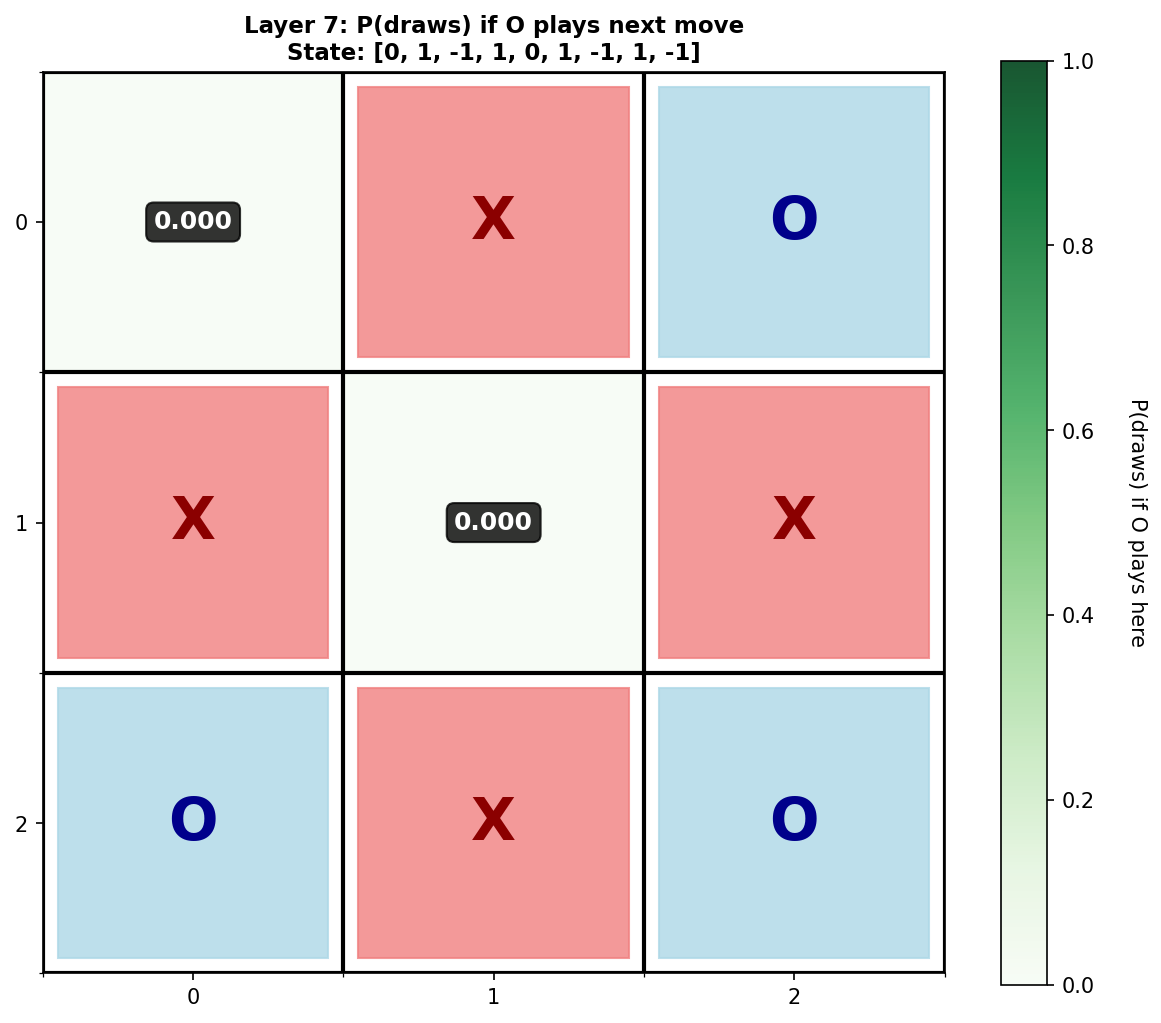 Layer 7: P(draws) if O plays next move
State: [0, 1, -1, 1, 0, 1, -1, 1, -1]
0.000
X
O
X
0.000
X
O
X
O
0
1
2
0
1
2
1.0
0.8
0.6
0.4
0.2
0.0
P(draws) if O plays here